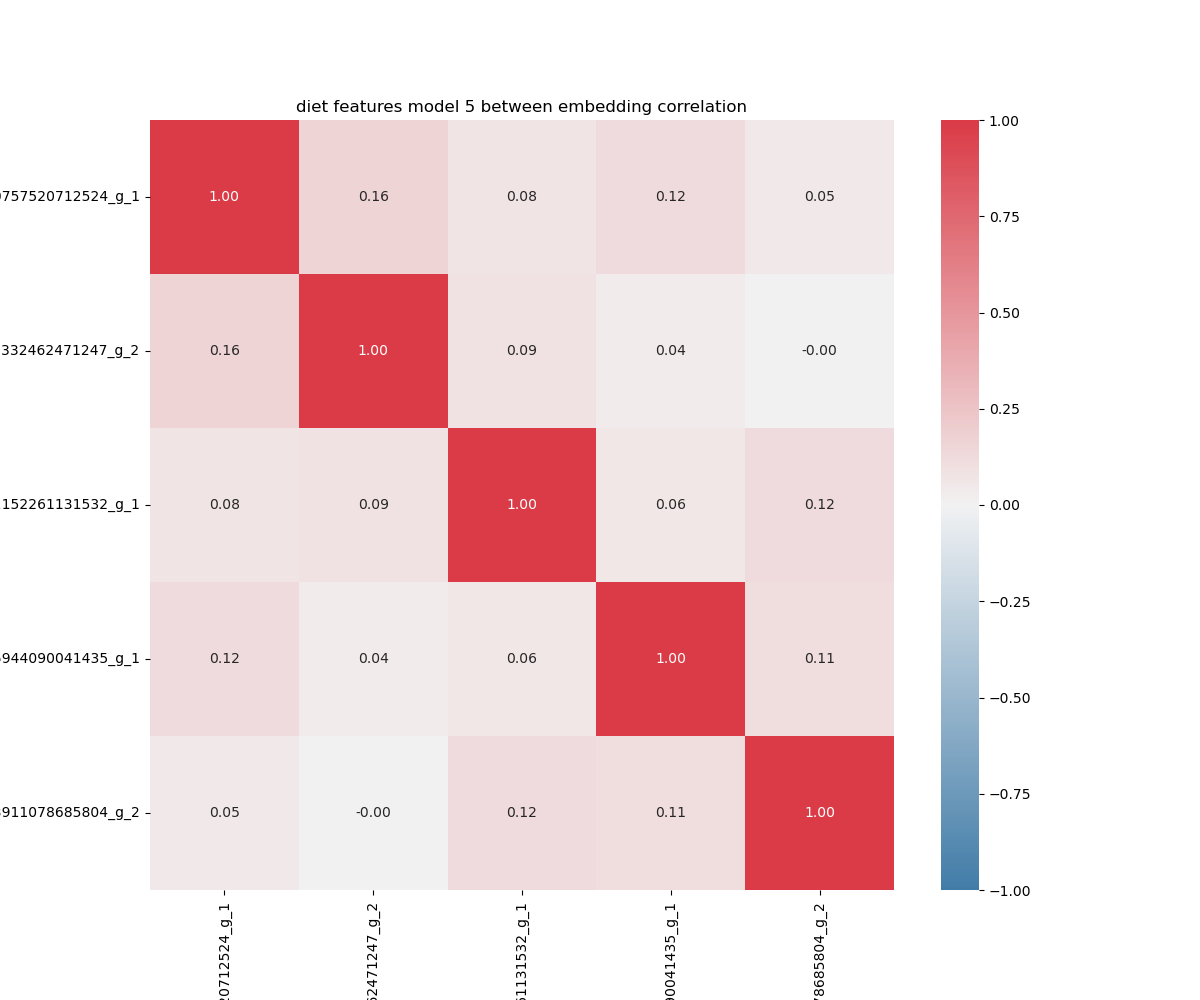 diet features model 5 between embedding correlation
757520712524_g_1 1.00 0.16 0.08 0.12 0.05
332462471247_g_2 0.16 1.00 0.09 0.04 -0.00
152261131532_g_1 0.08 0.09 1.00 0.06 0.12
944090041435_g_1 0.12 0.04 0.06 1.00 0.11
911078685804_g_2 0.05 -0.00 0.12 0.11 1.00
20712524_g_1
2471247_g_2
1131532_g_1
90041435_g_1
78685804_g_2
1.00
0.75
0.50
0.25
0.00
−0.25
−0.50
−0.75
−1.00